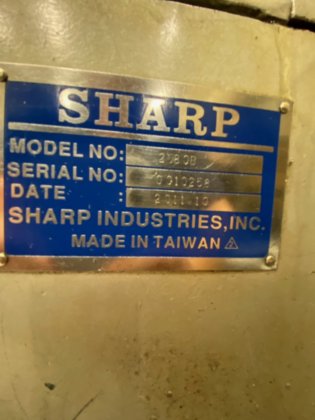 SHARP
MODEL NO:
SERIAL NO:
DATE : 2011.10
SHARP INDUSTRIES, INC.
MADE IN TAIWAN